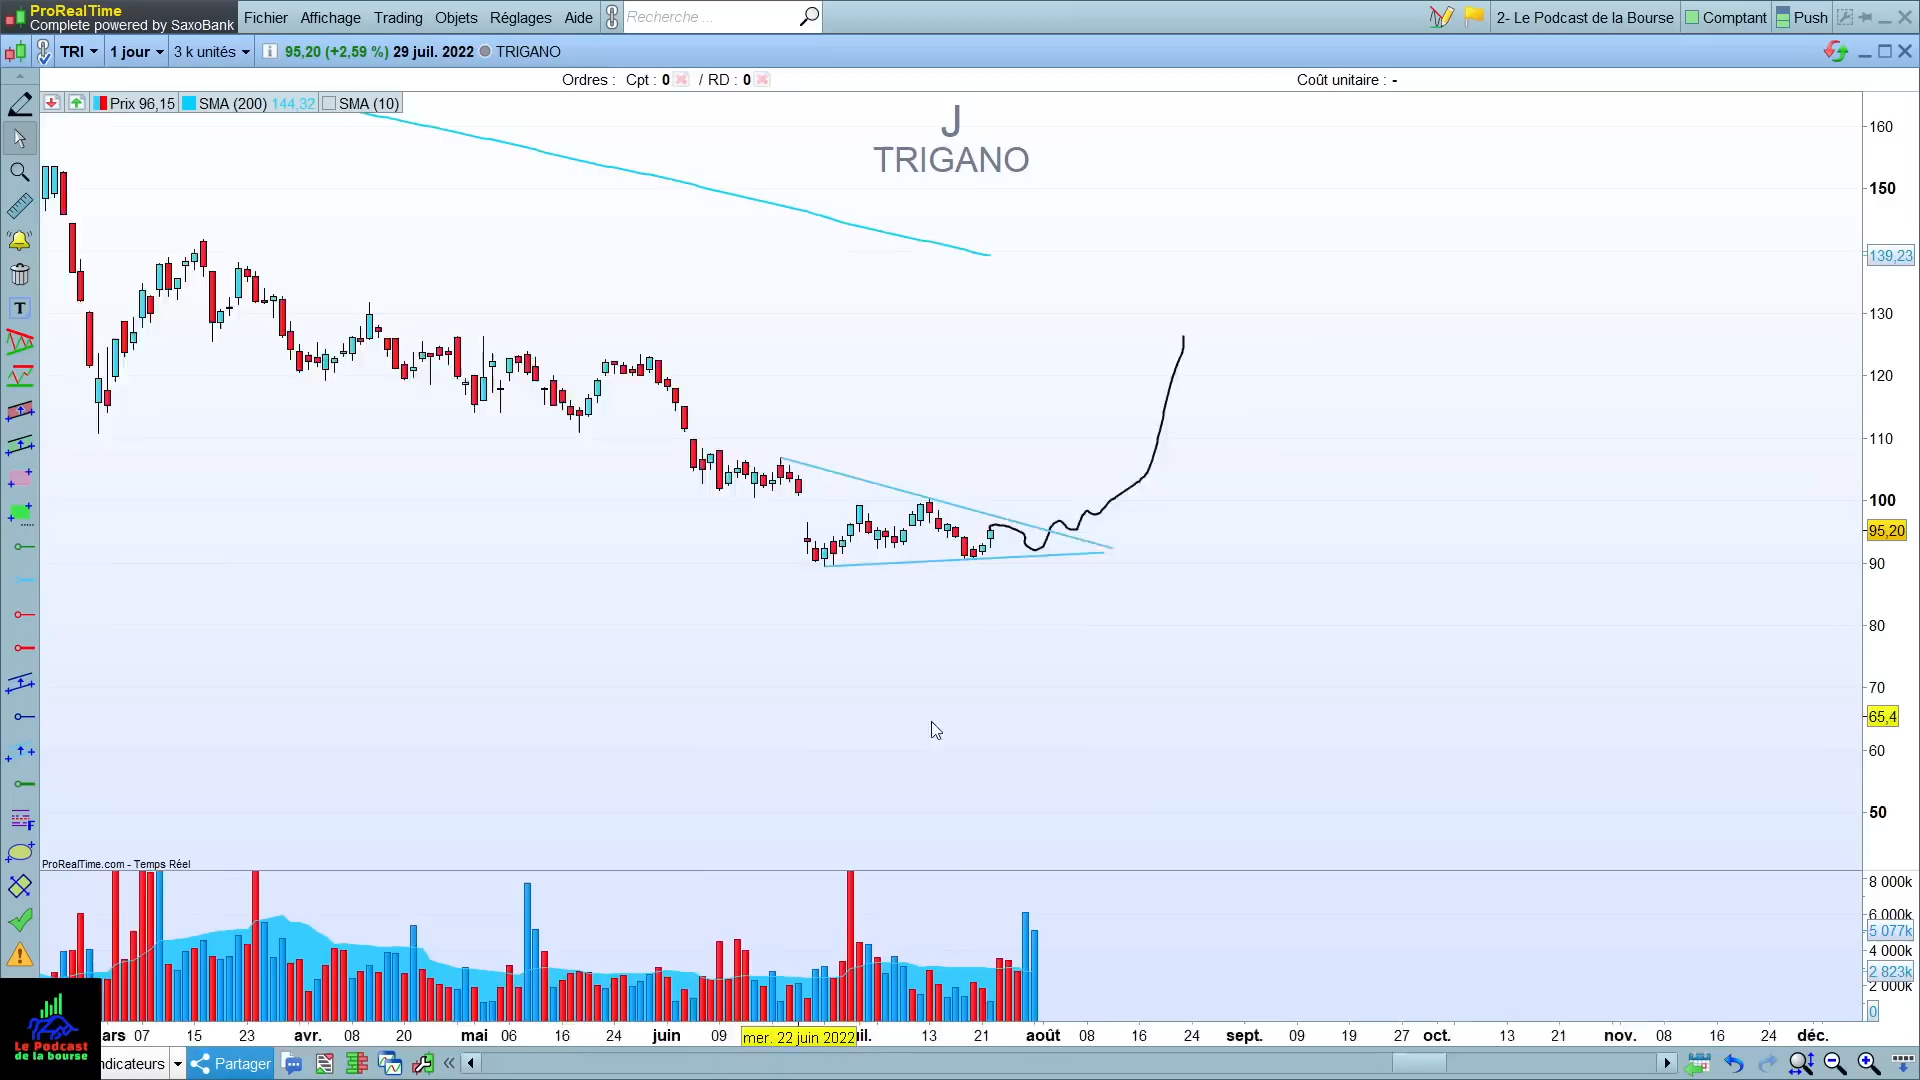 ProRealTime
Complete powered by SaxoBank
Fichier Affichage Trading Objets Réglages Aide
Recherche ...
2- Le Podcast de la Bourse
Comptant
Push
TRI
1 jour
3 k unités
95,20 (+2,59 %) 29 juil. 2022
TRIGANO
Ordres : Cpt : 0 / RD : 0
Coût unitaire : -
Prix 96,15
SMA (200) 144,32
SMA (10)
J
TRIGANO
160
150
139,23
130
120
110
100
95,20
90
80
70
65,4
60
50
ProRealTime.com - Temps Réel
8 000k
6 000k
5 077k
4 000k
2 823k
2 000k
0
ars 07 15 23 avr. 08 20 mai 06 16 24 juin 09 mer. 22 juin 2022 uil. 13 21 août 08 16 24 sept. 09 19 27 oct. 13 21 nov. 08 16 24 déc.
Le Podcast
de la bourse
ndicateurs
Partager